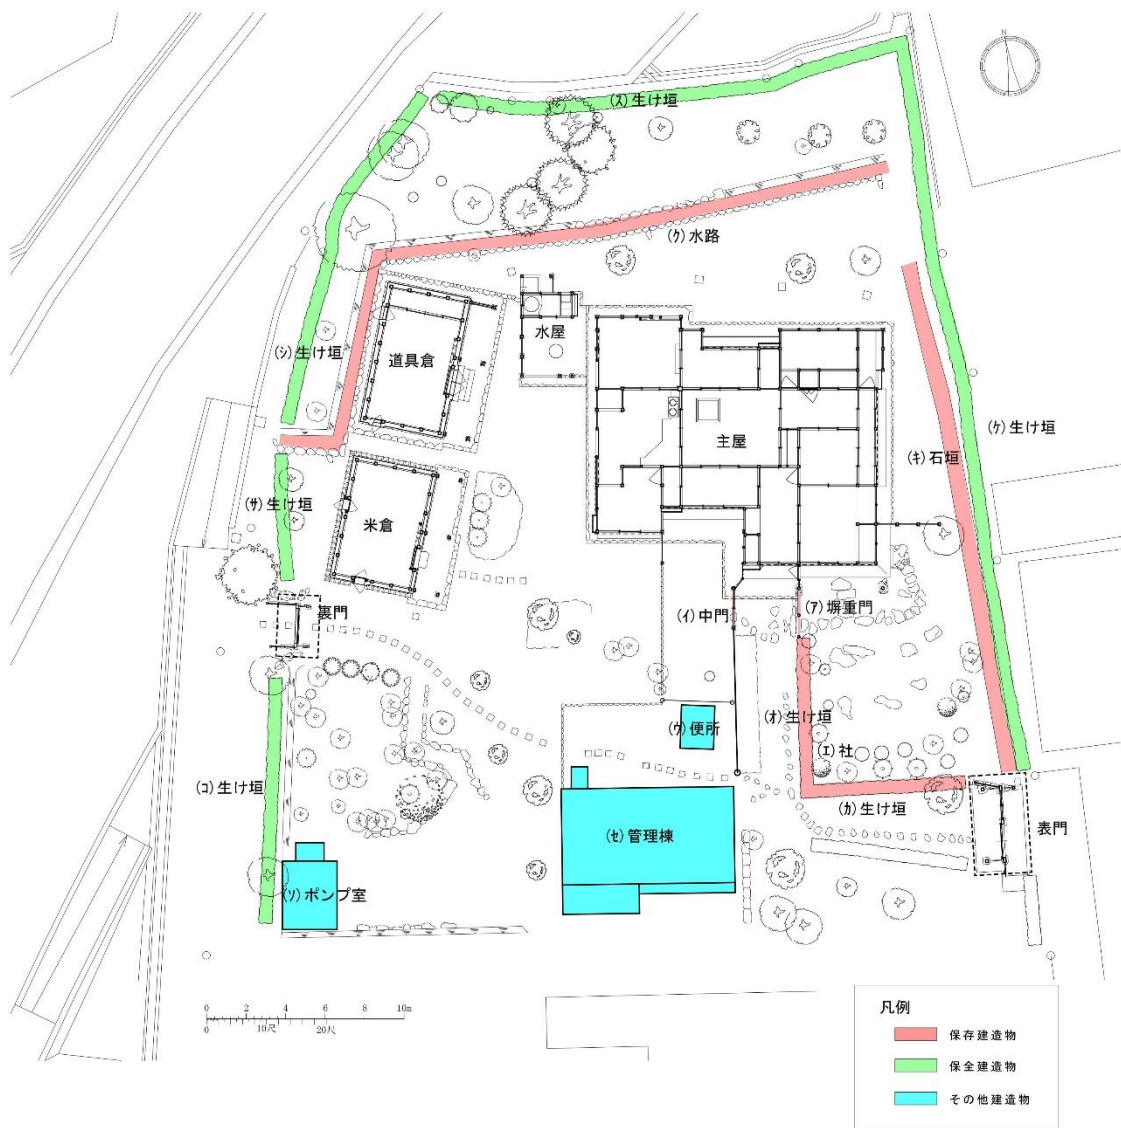 N
(ス)生け垣
(ク)水路
水屋
道具倉
(シ)生け垣
主屋
(ケ)生け垣
(キ)石垣
(サ)生け垣
米倉
裏門
(イ)中門
(ア)塀重門
(オ)生け垣
(ウ)便所
(エ)社
(コ)生け垣
(カ)生け垣
表門
(セ)管理棟
(ソ)ポンプ室
0 2 4 6 8 10m
0 10尺 20尺
凡例
保存建造物
保全建造物
その他建造物